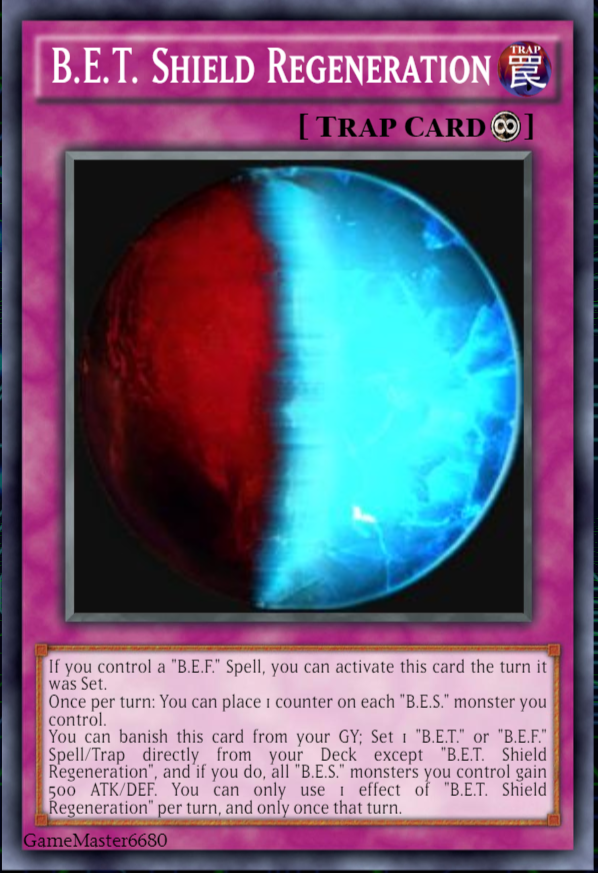 B.E.T. Shield Regeneration
TRAP
罠
[ Trap Card ]
If you control a "B.E.F." Spell, you can activate this card the turn it
was Set.
Once per turn: You can place 1 counter on each "B.E.S." monster you
control.
You can banish this card from your GY; Set 1 "B.E.T." or "B.E.F."
Spell/Trap directly from your Deck except "B.E.T. Shield
Regeneration", and if you do, all "B.E.S." monsters you control gain
500 ATK/DEF. You can only use 1 effect of "B.E.T. Shield
Regeneration" per turn, and only once that turn.
GameMaster6680